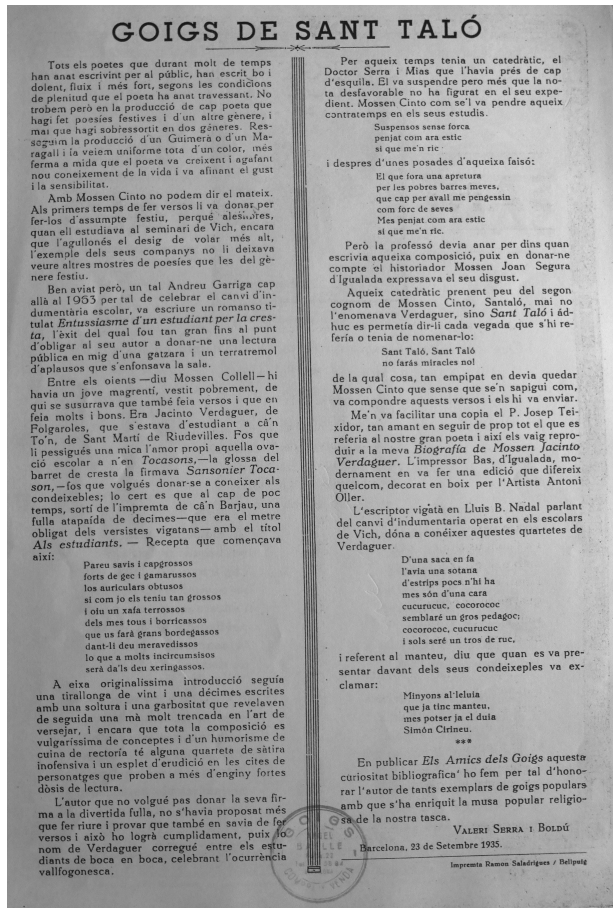 GOIGS DE SANT TALÓ
Tots els poetes que durant molt de temps
han anat escrivint per al públic, han escrit bo i
dolent, fluix i més fort, segons les condicions
de plenitud que el poeta ha anat travessant. No
trobem però en la producció de cap poeta que
hagi fet poesíes festives i d'un altre gènere, i
mai que hagi sobressortit en dos géneres. Res-
seguim la producció d'un Guimerà o d'un Ma-
ragall i la veiem uniforme tota d'un color, més
ferma a mida que el poeta va creixent i agafant
nou coneixement de la vida i va afinant el gust
i la sensibilitat.
Amb Mossen Cinto no podem dir el mateix.
Als primers temps de fer versos li va donar per
fer-los d'assumpte festiu, perqué aleshores,
quan ell estudiava al seminari de Vich, encara
que l'agullonés el desig de volar més alt,
l'exemple dels seus companys no li deixava
veure altres mostres de poesíes que les del gè-
nere festiu.
Ben aviat però, un tal Andreu Garriga cap
allà al 1953 per tal de celebrar el canvi d'in-
dumentària escolar, va escriure un romanso ti-
tulat Entussiasme d'un estudiant per la cres-
ta, l'èxit del qual fou tan gran fins al punt
d'obligar al seu autor a donar-ne una lectura
pública en mig d'una gatzara i un terratremol
d'aplausos que s'enfonsava la sala.
Entre els oients —diu Mossen Collell— hi
havia un jove magrentí, vestit pobrement, de
qui se susurrava que també feia versos i que en
feia molts i bons. Era Jacinto Verdaguer, de
Folgaroles, que s'estava d'estudiant a câ'n
To'n, de Sant Martí de Riudevilles. Fos que
li pessigués una mica l'amor propi aquella ova-
ció escolar a n'en Tocasons,—la glossa del
barret de cresta la firmava Sansonier Toca-
son,—fos que volgués donar-se a conèixer als
condeixebles; lo cert es que al cap de poc
temps, sortí de l'impremta de câ'n Barjau, una
fulla atapaída de decimes—que era el metre
obligat dels versistes vigatans—amb el títol
Als estudiants. — Recepta que començava
així:
Pareu savis i capgrossos
forts de gec i gamarussos
los auriculars obtusos
si com jo els teniu tan grossos
i oiu un xafa terrossos
dels mes tous i borricassos
que us farà grans bordegassos
dant-li deu meravedissos
lo que a molts incircumsisos
serà da'ls deu xeringassos.
A eixa originalíssima introducció seguía
una tirallonga de vint i una décimes escrites
amb una soltura i una garbositat que revelaven
de seguida una mà molt trencada en l'art de
versejar, i encara que tota la composició es
vulgaríssima de conceptes i d'un humorisme de
cuina de rectoría té alguna quarteta de sàtira
inofensiva i un esplet d'erudició en les cites de
personatges que proben a més d'enginy fortes
dòsis de lectura.
L'autor que no volgué pas donar la seva fir-
ma a la divertida fulla, no s'havia proposat més
que fer riure i provar que també en savia de fer
versos i això ho logrà cumplidament, puix lo
nom de Verdaguer corregué entre els estu-
diants de boca en boca, celebrant l'ocurrència
vallfogonesca.
Per aqueix temps tenia un catedràtic, el
Doctor Serra i Mias que l'havia prés de cap
d'esquila. El va suspendre pero més que la no-
ta desfavorable no ha figurat en el seu expe-
dient. Mossen Cinto com se'l va pendre aqueix
contratemps en els seus estudis.
Suspensos sense forca
penjat com ara estic
si que me'n ric.
i despres d'unes posades d'aqueixa faisó:
El que fora una apretura
per les pobres barres meves,
que cap per avall me pengessin
com forc de seves
Mes penjat com ara estic
si que me'n ric.
Però la professó devia anar per dins quan
escrivia aqueixa composició, puix en donar-ne
compte el historiador Mossen Joan Segura
d'Igualada expressava el seu disgust.
Aqueix catedràtic prenent peu del segon
cognom de Mossen Cinto, Santaló, mai no
l'enomenava Verdaguer, sino Sant Taló i àd-
huc es permetía dir-li cada vegada que s'hi re-
fería o tenia de nomenar-lo:
Sant Taló, Sant Taló
no faràs miracles no!
de la qual cosa, tan empipat en devia quedar
Mossen Cinto que sense que se'n sapigui com,
va compondre aquests versos i els hi va enviar.
Me'n va facilitar una copia el P. Josep Tei-
xidor, tan amant en seguir de prop tot el que es
referia al nostre gran poeta i així els vaig repro-
duir a la meva Biografía de Mossen Jacinto
Verdaguer. L'impressor Bas, d'Igualada, mo-
dernament en va fer una edició que difereix
quelcom, decorat en boix per l'Artista Antoni
Oller.
L'escriptor vigàtà en Lluis B. Nadal parlant
del canvi d'indumentaria operat en els escolars
de Vich, dóna a conéixer aquestes quartetes de
Verdaguer.
D'una saca en fa
l'avia una sotana
d'estrips pocs n'hi ha
mes són d'una cara
cucurucuc, cocorococ
semblaré un gros pedagoc;
cocorococ, cucurucuc
i sols seré un tros de ruc,
i referent al manteu, diu que quan es va pre-
sentar davant dels seus condeixeples va ex-
clamar:
Minyons al·leluia
que ja tinc manteu,
mes potser ja el duia
Simón Cirineu.
***
En publicar Els Amics dels Goigs aquesta
curiositat bibliografica' ho fem per tal d'hono-
rar l'autor de tants exemplars de goigs populars
amb que s'ha enriquit la musa popular religio-
sa de la nostra tasca.
VALERI SERRA I BOLDÚ
Barcelona, 23 de Setembre 1935.
Impremta Ramon Saladrigues / Bellpuig
GOIGS
COMPRA VENDA